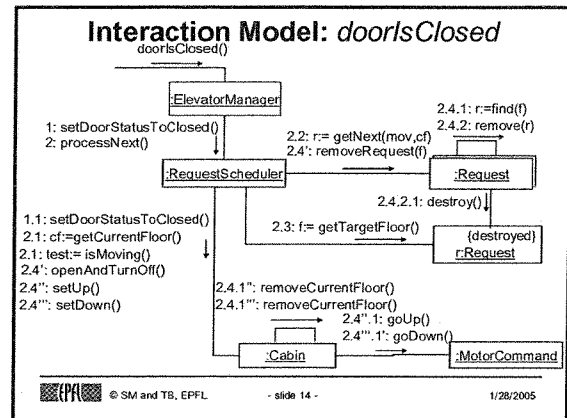 Interaction Model: doorIsClosed
doorIsClosed()
:ElevatorManager
1: setDoorStatusToClosed()
2: processNext()
2.2: r:= getNext(mov,cf)
2.4': removeRequest(f)
2.4.1: r:=find(f)
2.4.2: remove(r)
:RequestScheduler
:Request
2.4.2.1: destroy()
1.1: setDoorStatusToClosed()
2.1: cf:=getCurrentFloor()
2.1: test:= isMoving()
2.4': openAndTurnOff()
2.4'': setUp()
2.4''': setDown()
2.3: f:= getTargetFloor()
{destroyed}
r:Request
2.4.1'': removeCurrentFloor()
2.4.1''': removeCurrentFloor()
2.4''.1: goUp()
2.4'''.1': goDown()
:Cabin
:MotorCommand
EPFL © SM and TB, EPFL - slide 14 - 1/28/2005